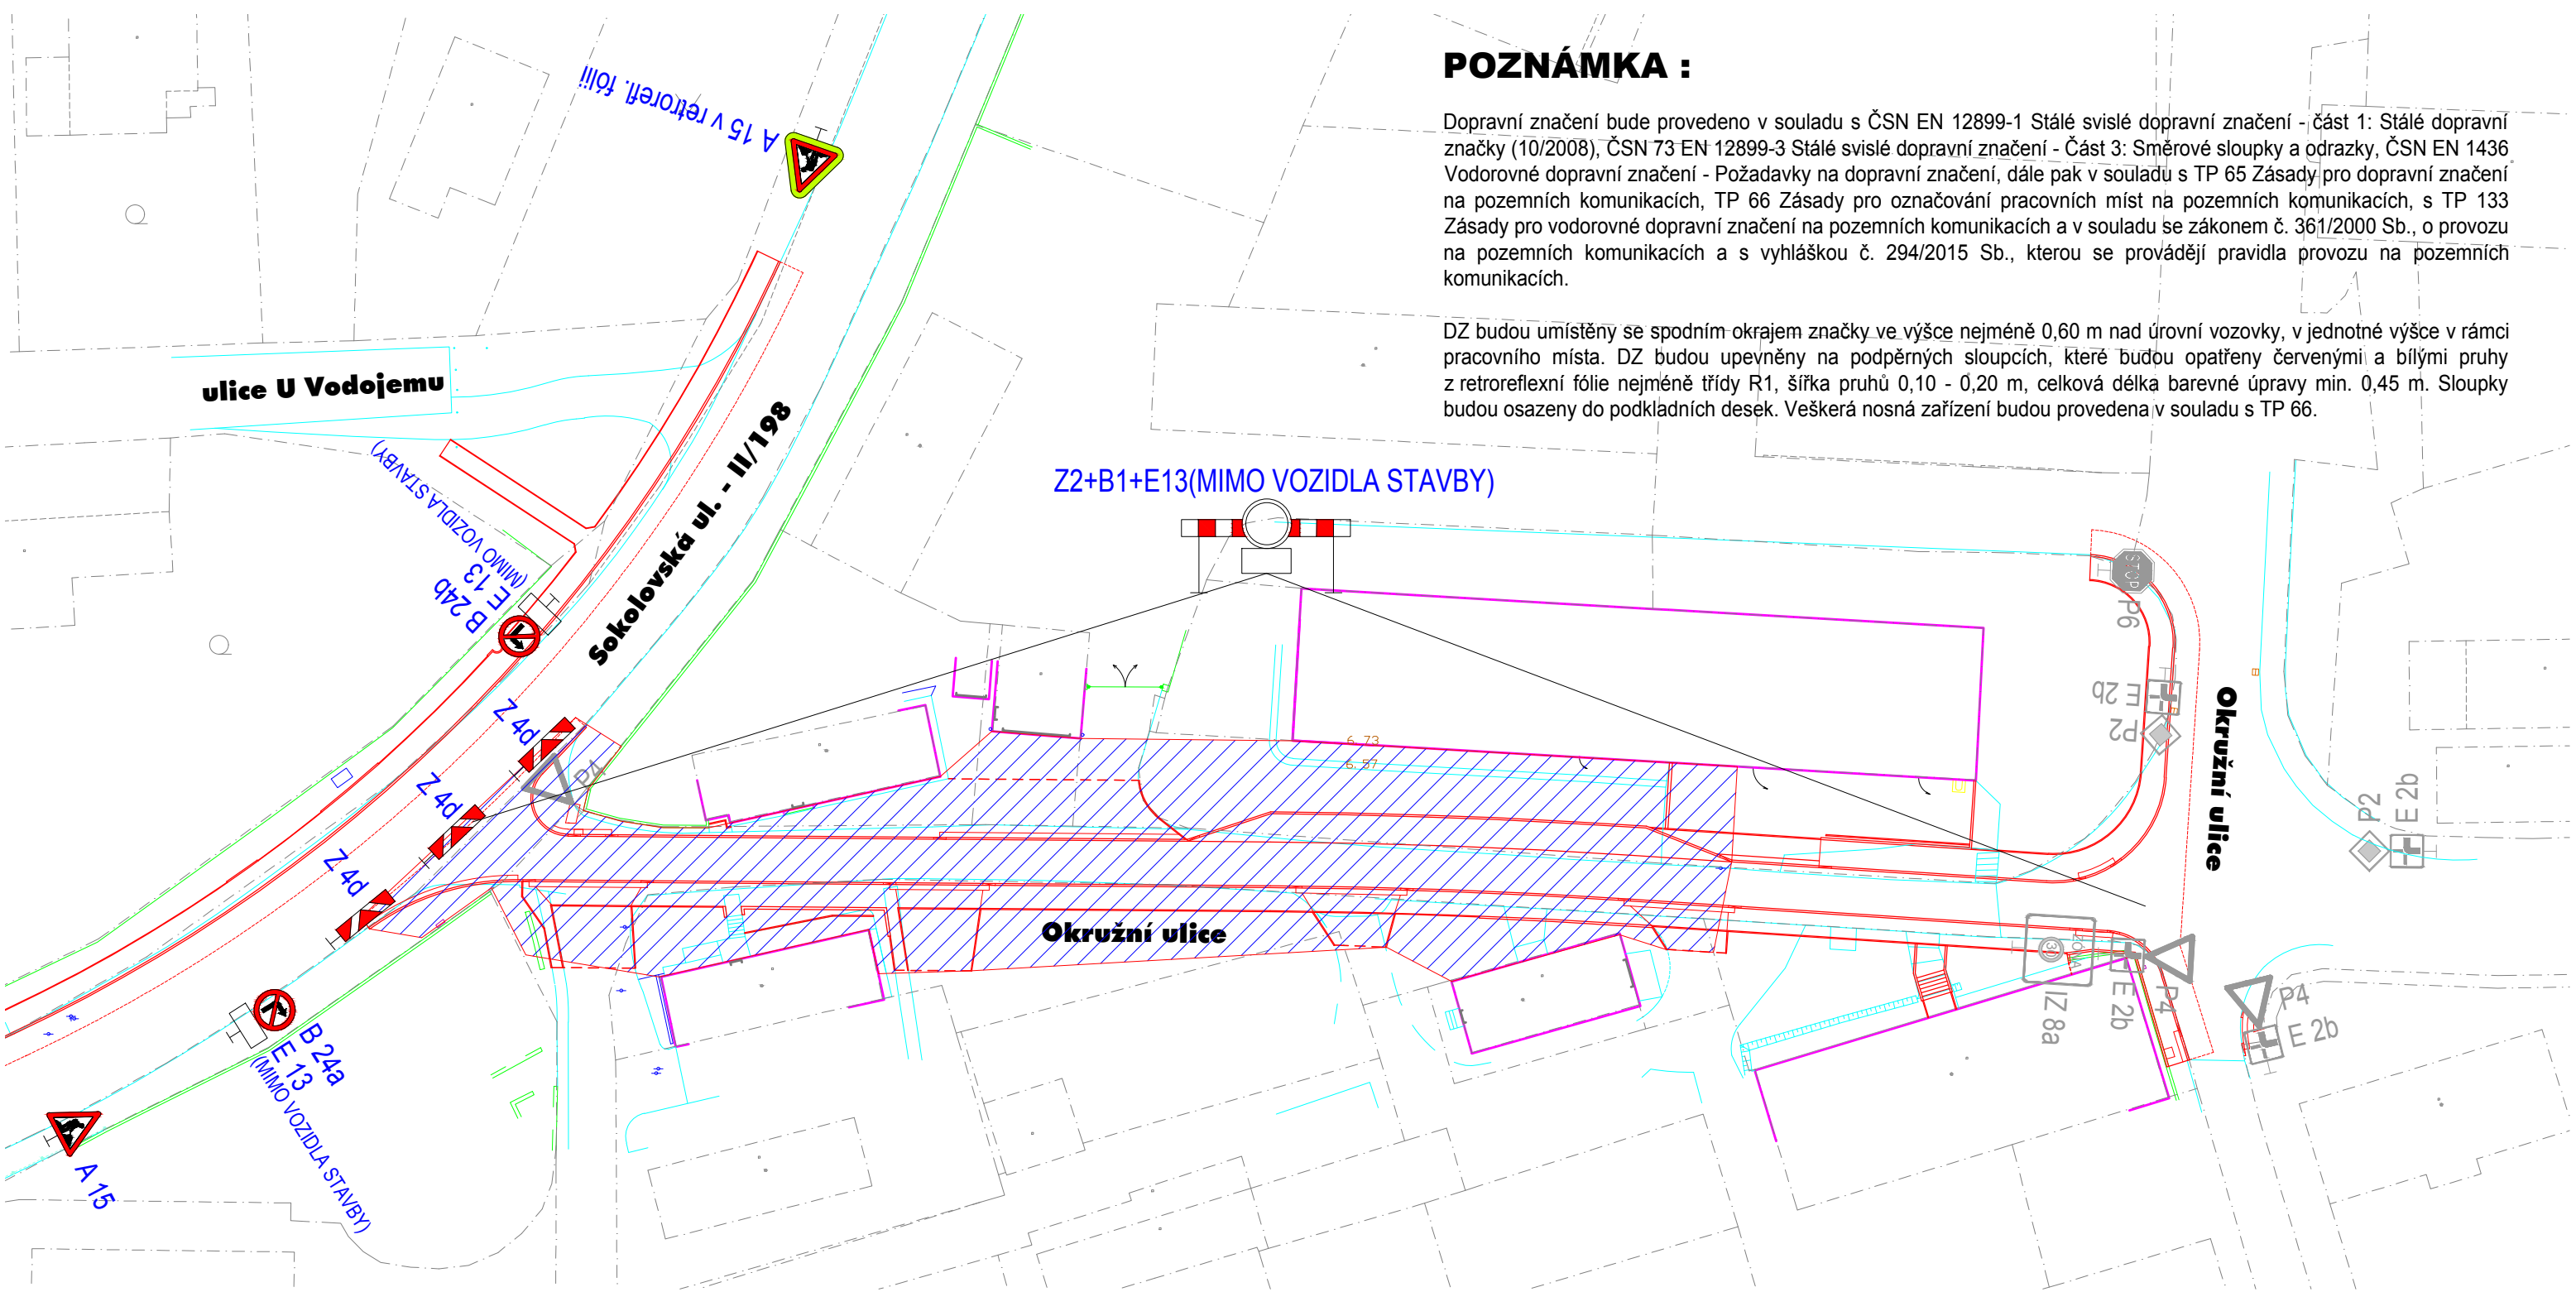 POZNÁMKA :
Dopravní značení bude provedeno v souladu s ČSN EN 12899-1 Stálé svislé dopravní značení - část 1: Stálé dopravní
značky (10/2008), ČSN 73 EN 12899-3 Stálé svislé dopravní značení - Část 3: Směrové sloupky a odrazky, ČSN EN 1436
Vodorovné dopravní značení - Požadavky na dopravní značení, dále pak v souladu s TP 65 Zásady pro dopravní značení
na pozemních komunikacích, TP 66 Zásady pro označování pracovních míst na pozemních komunikacích, s TP 133
Zásady pro vodorovné dopravní značení na pozemních komunikacích a v souladu se zákonem č. 361/2000 Sb., o provozu
na pozemních komunikacích a s vyhláškou č. 294/2015 Sb., kterou se provádějí pravidla provozu na pozemních
komunikacích.
DZ budou umístěny se spodním okrajem značky ve výšce nejméně 0,60 m nad úrovní vozovky, v jednotné výšce v rámci
pracovního místa. DZ budou upevněny na podpěrných sloupcích, které budou opatřeny červenými a bílými pruhy
z retroreflexní fólie nejméně třídy R1, šířka pruhů 0,10 - 0,20 m, celková délka barevné úpravy min. 0,45 m. Sloupky
budou osazeny do podkladních desek. Veškerá nosná zařízení budou provedena v souladu s TP 66.
A 15 v retrorefl. fólii
ulice U Vodojemu
Sokolovská ul. - II/198
Z2+B1+E13(MIMO VOZIDLA STAVBY)
B 24b
E 13
(MIMO VOZIDLA STAVBY)
STOP
P6
E 2b
P2
Okružní ulice
Z 4d
P4
Z 4d
Z 4d
6.73
6.57
P2
E 2b
Okružní ulice
30
ZÓNA
IZ 8a
E 2b
P4
P4
E 2b
B 24a
E 13
(MIMO VOZIDLA STAVBY)
A 15